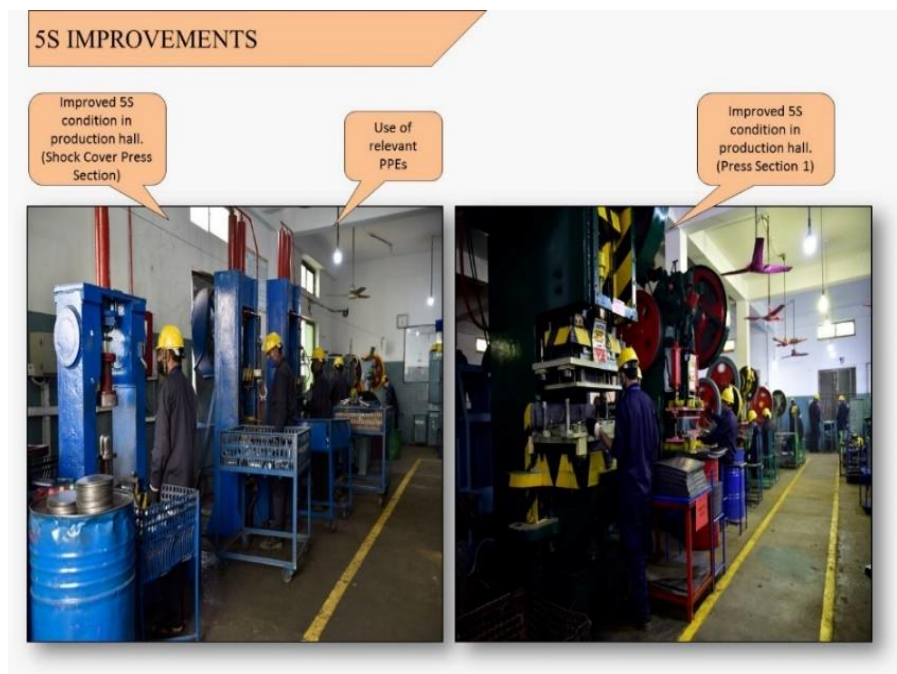 5S IMPROVEMENTS
Improved 5S
condition in
production hall.
(Shock Cover Press
Section)
Use of
relevant
PPEs
Improved 5S
condition in
production hall.
(Press Section 1)